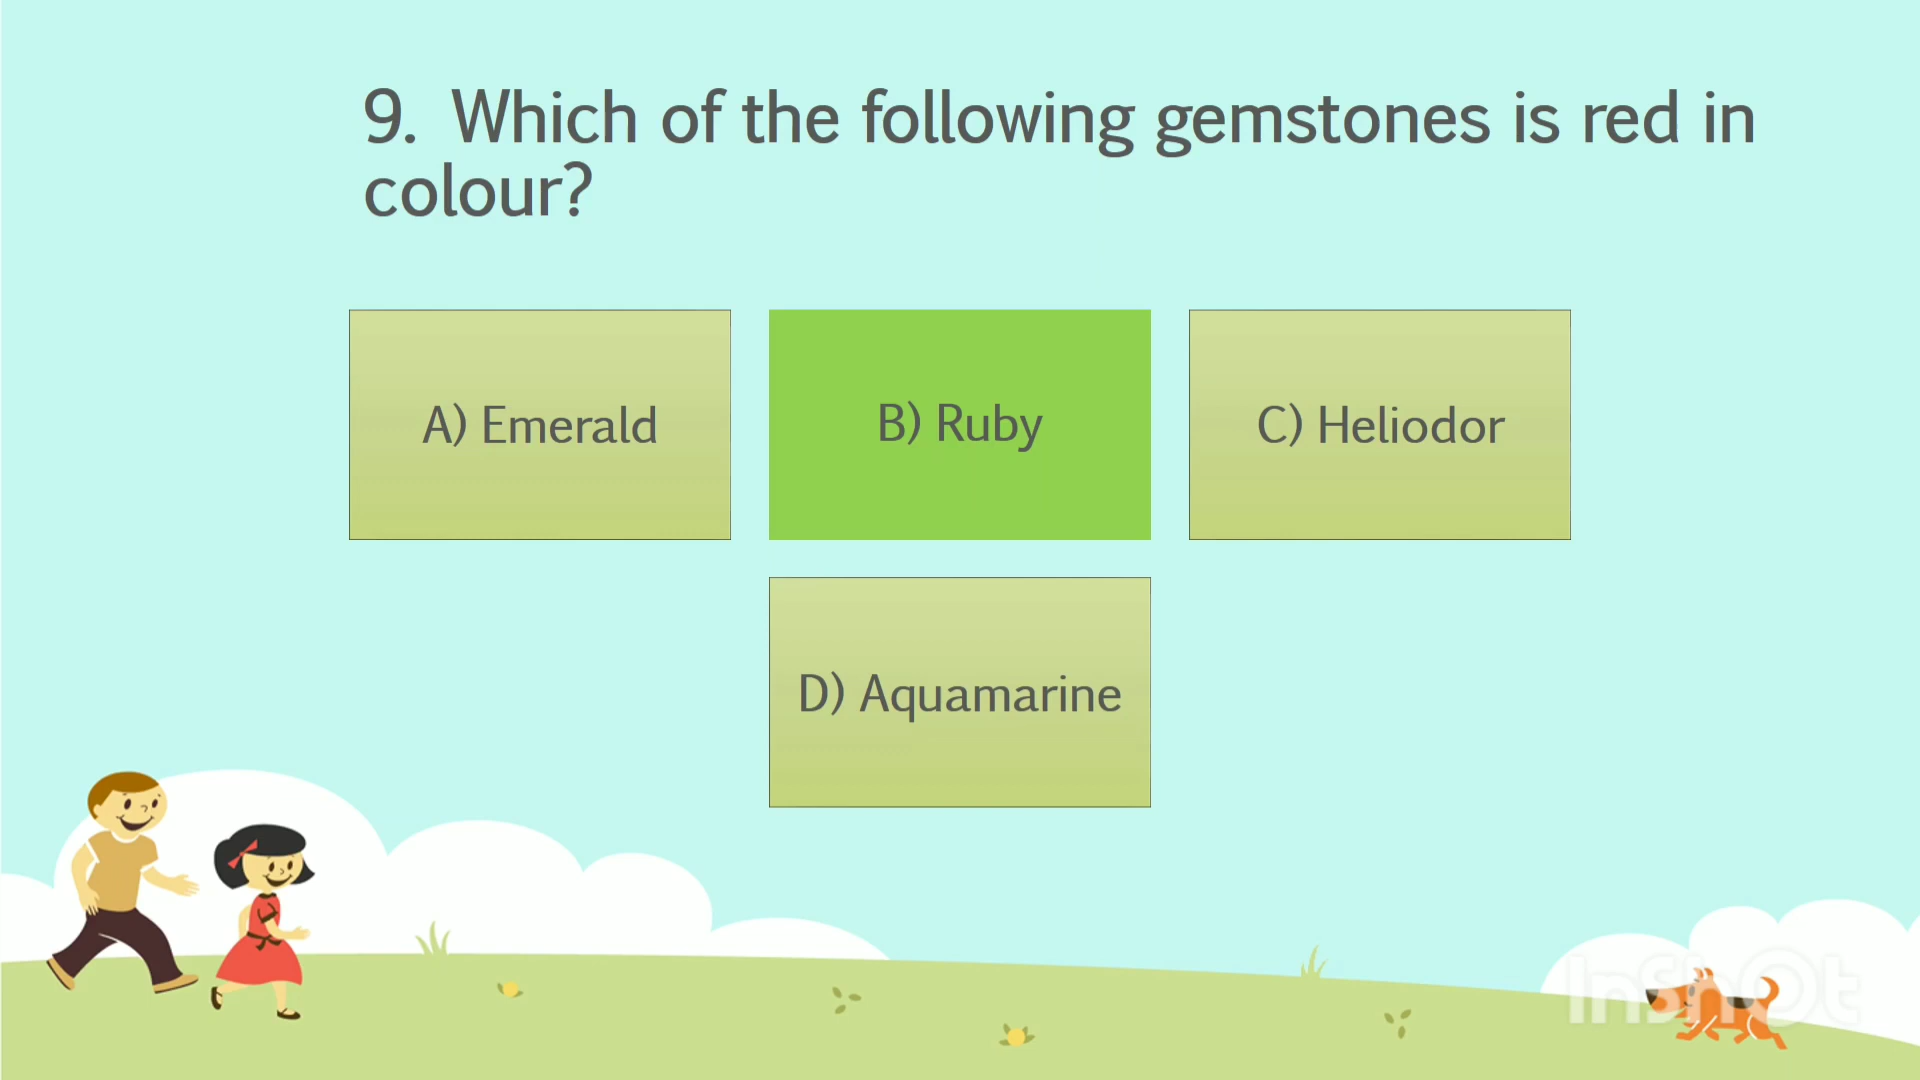 9. Which of the following gemstones is red in
colour?
A) Emerald
B) Ruby
C) Heliodor
D) Aquamarine
InShOt